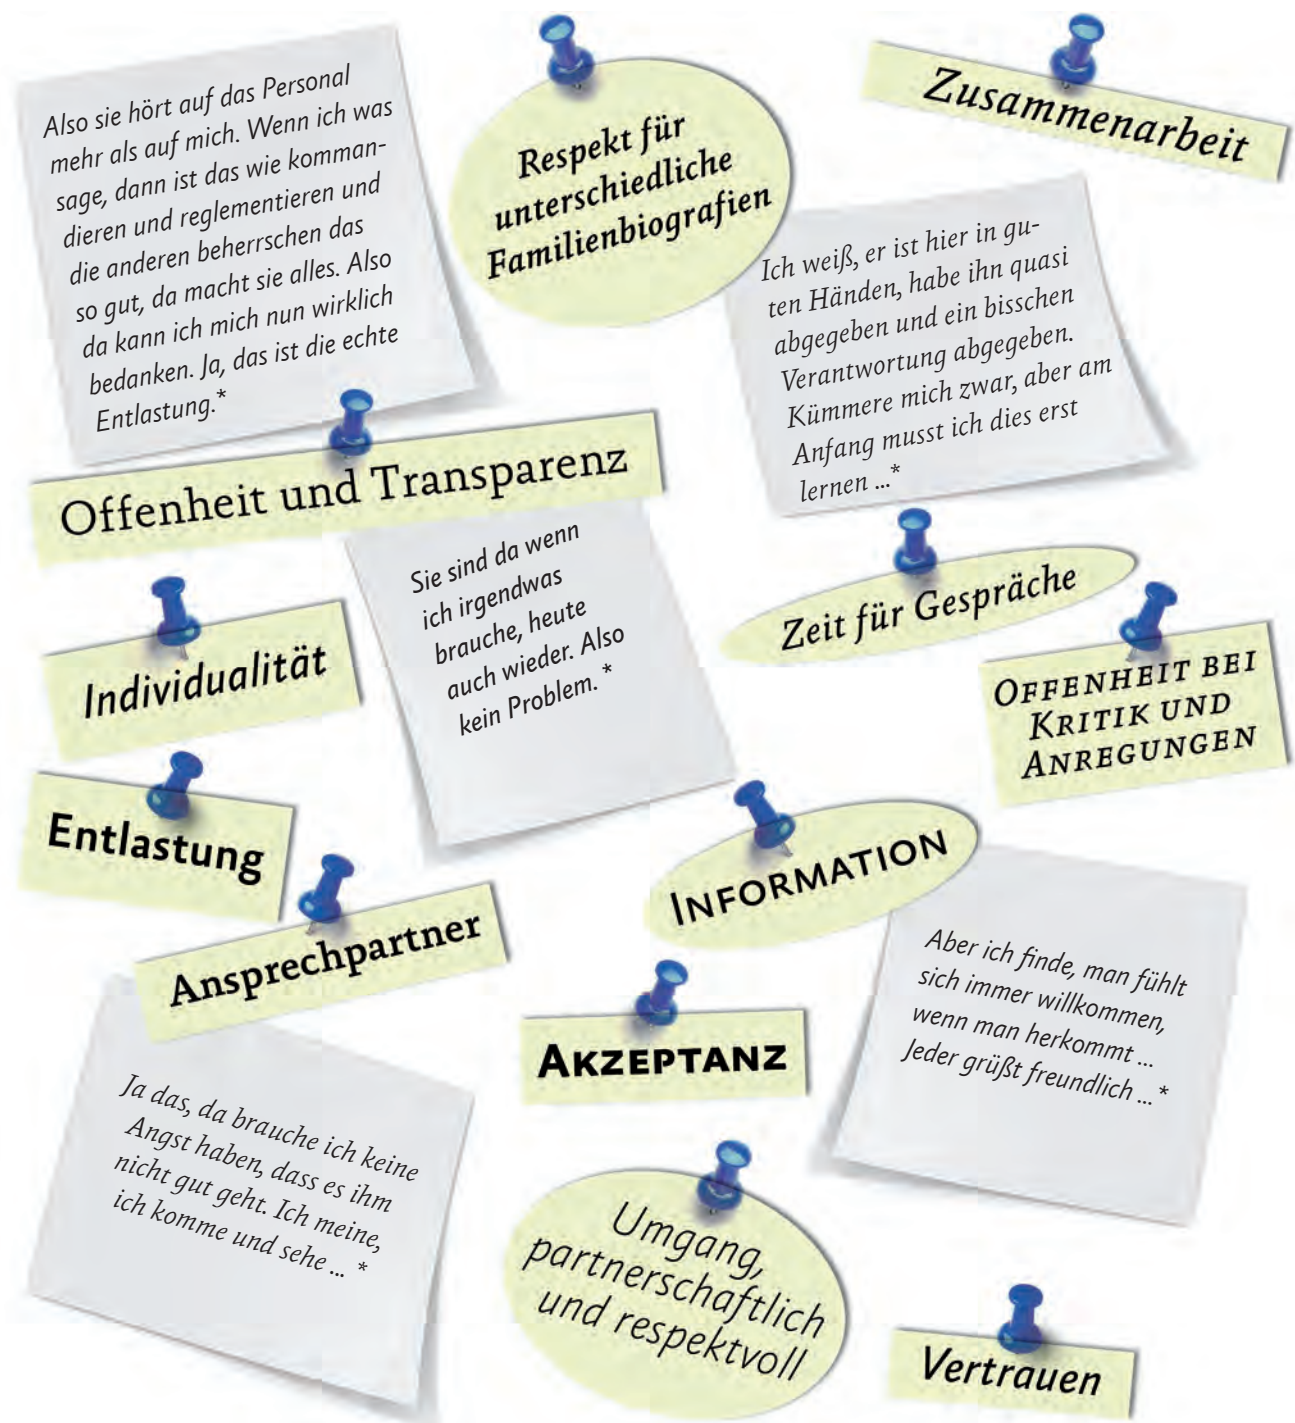 Also sie hört auf das Personal
mehr als auf mich. Wenn ich was
sage, dann ist das wie komman-
dieren und reglementieren und
die anderen beherrschen das
so gut, da macht sie alles. Also
da kann ich mich nun wirklich
bedanken. Ja, das ist die echte
Entlastung.*
Respekt für
unterschiedliche
Familienbiografien
Zusammenarbeit
Ich weiß, er ist hier in gu-
ten Händen, habe ihn quasi
abgegeben und ein bisschen
Verantwortung abgegeben.
Kümmere mich zwar, aber am
Anfang musst ich dies erst
lernen ...*
Offenheit und Transparenz
Sie sind da wenn
ich irgendwas
brauche, heute
auch wieder. Also
kein Problem. *
Zeit für Gespräche
Individualität
OFFENHEIT BEI
KRITIK UND
ANREGUNGEN
Entlastung
INFORMATION
Ansprechpartner
Aber ich finde, man fühlt
sich immer willkommen,
wenn man herkommt ...
Jeder grüßt freundlich ... *
AKZEPTANZ
Ja das, da brauche ich keine
Angst haben, dass es ihm
nicht gut geht. Ich meine,
ich komme und sehe ... *
Umgang,
partnerschaftlich
und respektvoll
Vertrauen